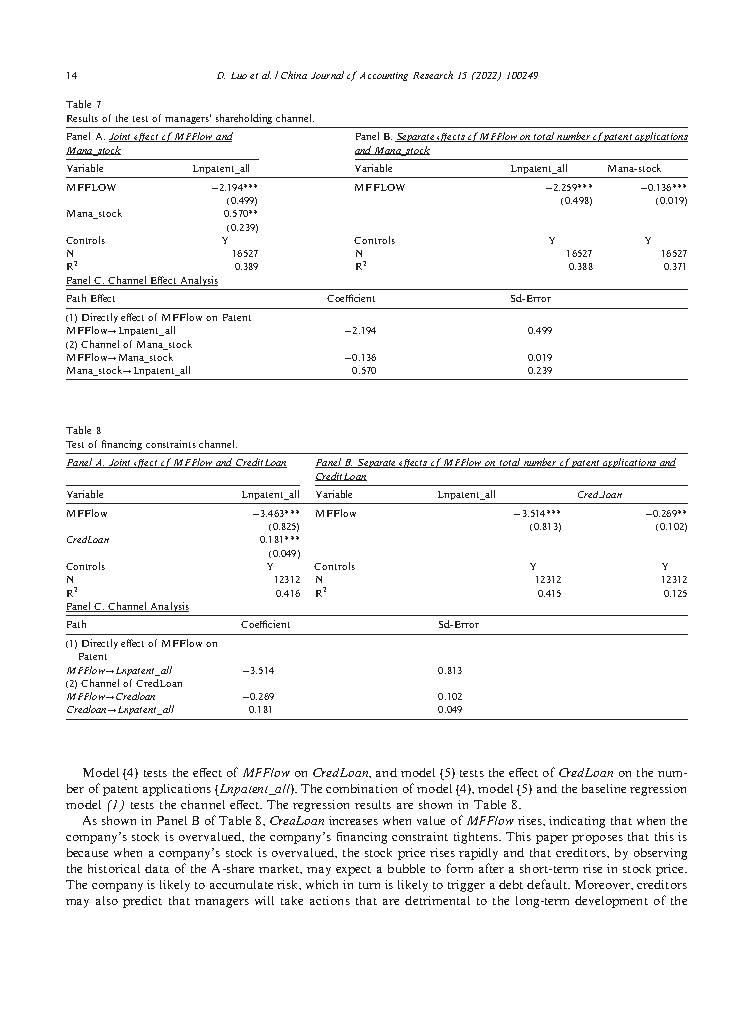 14
D. Luo et al. / China Journal of Accounting Research 15 (2022) 100249
Table 7
Results of the test of managers' shareholding channel.
Panel A. Joint effect of MFFlow and Mana_stock
Panel B. Separate effects of MFFlow on total number of patent applications and Mana_stock
Variable Lnpatent_all Variable Lnpatent_all Mana-stock
MFFLOW −2.194*** MFFLOW −2.259*** −0.136***
(0.499) (0.498) (0.019)
Mana_stock 0.570**
(0.239)
Controls Y Controls Y Y
N 16527 N 16527 16527
R² 0.389 R² 0.388 0.371
Panel C. Channel Effect Analysis
Path Effect Coefficient Sd-Error
(1) Directly effect of MFFlow on Patent
MFFlow→Lnpatent_all −2.194 0.499
(2) Channel of Mana_stock
MFFlow→Mana_stock −0.136 0.019
Mana_stock→Lnpatent_all 0.570 0.239
Table 8
Test of financing constraints channel.
Panel A. Joint effect of MFFlow and CreditLoan
Panel B. Separate effects of MFFlow on total number of patent applications and CreditLoan
Variable Lnpatent_all Variable Lnpatent_all CredLoan
MFFlow −3.463*** MFFlow −3.514*** −0.269**
(0.825) (0.813) (0.102)
CredLoan 0.181***
(0.049)
Controls Y Controls Y Y
N 12312 N 12312 12312
R² 0.416 R² 0.415 0.125
Panel C. Channel Analysis
Path Coefficient Sd-Error
(1) Directly effect of MFFlow on
Patent
MFFlow→Lnpatent_all −3.514 0.813
(2) Channel of CredLoan
MFFlow→Credloan −0.269 0.102
Credloan→Lnpatent_all 0.181 0.049
Model (4) tests the effect of MFFlow on CredLoan, and model (5) tests the effect of CredLoan on the num-
ber of patent applications (Lnpatent_all). The combination of model (4), model (5) and the baseline regression
model (1) tests the channel effect. The regression results are shown in Table 8.
As shown in Panel B of Table 8, CreaLoan increases when value of MFFlow rises, indicating that when the
company's stock is overvalued, the company's financing constraint tightens. This paper proposes that this is
because when a company's stock is overvalued, the stock price rises rapidly and that creditors, by observing
the historical data of the A-share market, may expect a bubble to form after a short-term rise in stock price.
The company is likely to accumulate risk, which in turn is likely to trigger a debt default. Moreover, creditors
may also predict that managers will take actions that are detrimental to the long-term development of the